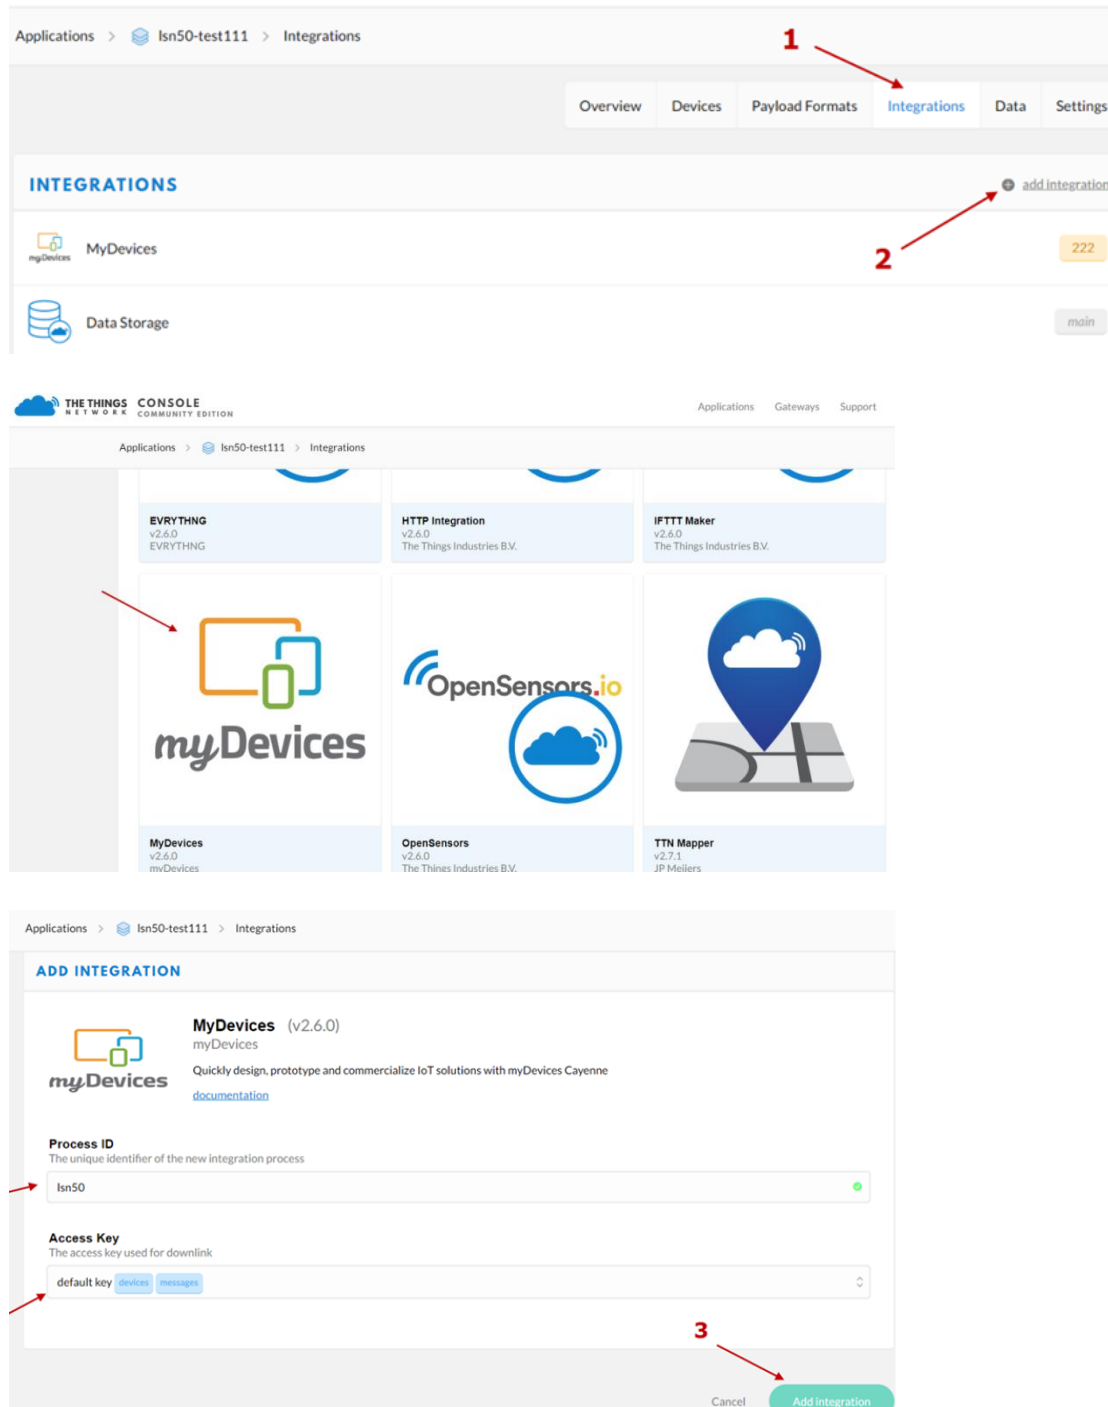 Applications > lsn50-test111 > Integrations
1
Overview Devices Payload Formats Integrations Data Settings
INTEGRATIONS
add integration
2
myDevices MyDevices 222
Data Storage main
THE THINGS NETWORK CONSOLE COMMUNITY EDITION
Applications Gateways Support
Applications > lsn50-test111 > Integrations
EVRYTHNG
v2.6.0
EVRYTHNG
HTTP Integration
v2.6.0
The Things Industries B.V.
IFTTT Maker
v2.6.0
The Things Industries B.V.
myDevices
OpenSensors.io
MyDevices
v2.6.0
myDevices
OpenSensors
v2.6.0
The Things Industries B.V.
TTN Mapper
v2.7.1
JP Meijers
Applications > lsn50-test111 > Integrations
ADD INTEGRATION
myDevices
MyDevices (v2.6.0)
myDevices
Quickly design, prototype and commercialize IoT solutions with myDevices Cayenne
documentation
Process ID
The unique identifier of the new integration process
lsn50
Access Key
The access key used for downlink
default key devices messages
3
Cancel Add integration